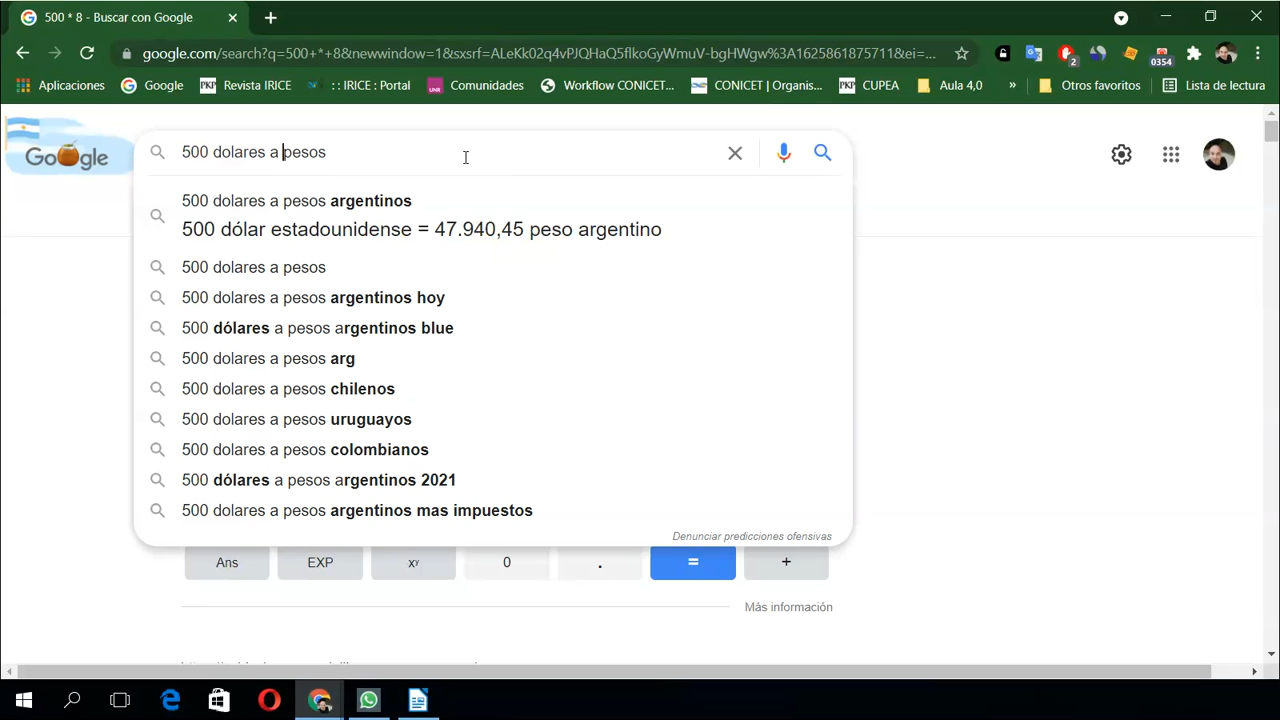 500 * 8 - Buscar con Google
google.com/search?q=500+*+8&newwindow=1&sxsrf=ALeKk02q4vPJQHaQ5flkoGyWmuV-bgHWgw%3A1625861875711&ei=...
2
0354
Aplicaciones
Google
PKP Revista IRICE
: : IRICE : Portal
UNR Comunidades
Workflow CONICET...
CONICET | Organis...
PKP CUPEA
Aula 4,0
»
Otros favoritos
Lista de lectura
Google
500 dolares a pesos
500 dolares a pesos argentinos
500 dólar estadounidense = 47.940,45 peso argentino
500 dolares a pesos
500 dolares a pesos argentinos hoy
500 dólares a pesos argentinos blue
500 dolares a pesos arg
500 dolares a pesos chilenos
500 dolares a pesos uruguayos
500 dolares a pesos colombianos
500 dólares a pesos argentinos 2021
500 dolares a pesos argentinos mas impuestos
Denunciar predicciones ofensivas
Ans
EXP
xy
0
.
=
+
Más información